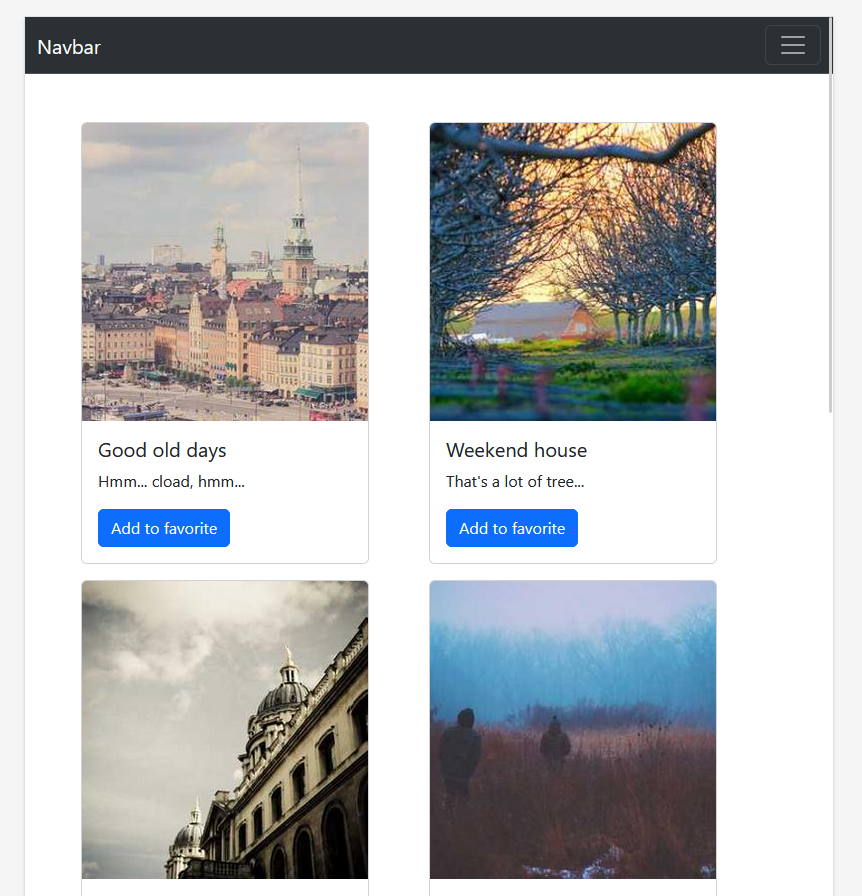 Navbar
Good old days
Hmm... cload, hmm...
Add to favorite
Weekend house
That's a lot of tree...
Add to favorite